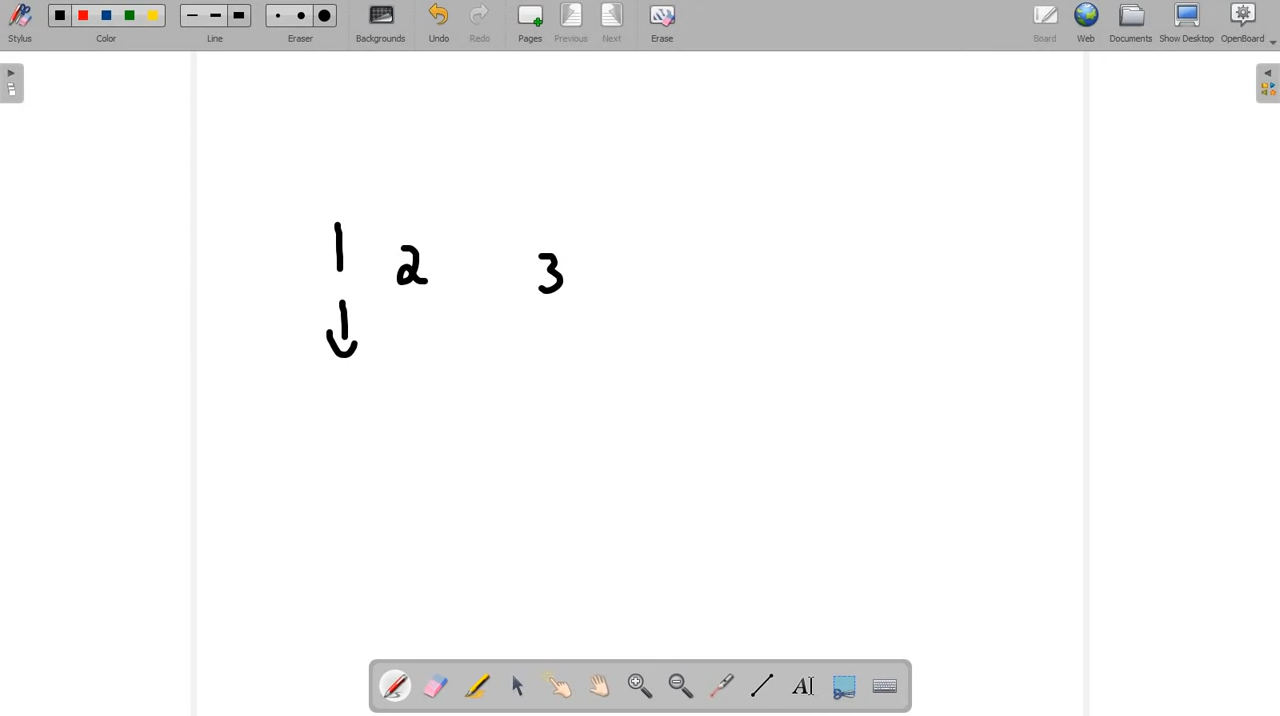 Stylus
Color
Line
Eraser
Backgrounds
Undo
Redo
Pages
Previous
Next
Erase
Board
Web
Documents
Show Desktop
OpenBoard
1 2 3
↓
AI